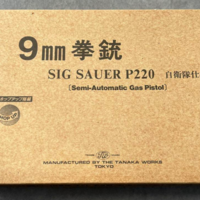 9mm 拳銃
SIG SAUER P220 自衛隊仕
(Semi-Automatic Gas Pistol)
MANUFACTURED BY THE TANAKA WORKS
TOKYO